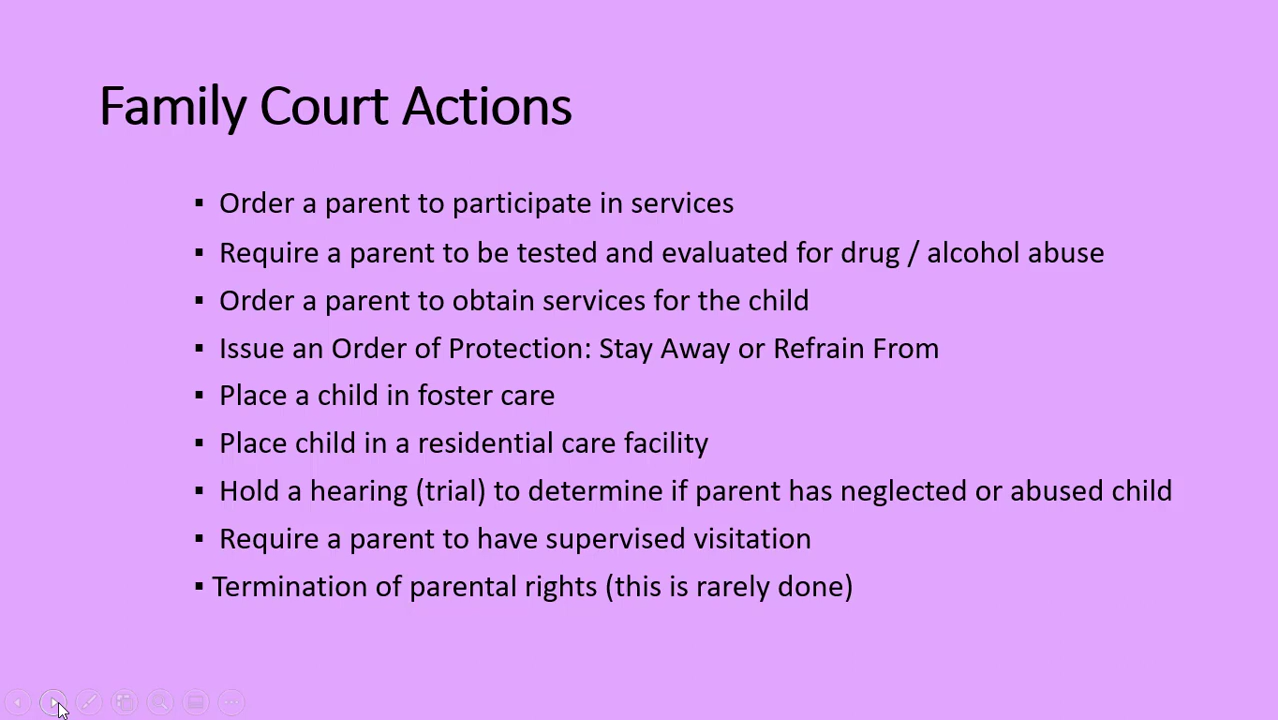 Family Court Actions
▪ Order a parent to participate in services
▪ Require a parent to be tested and evaluated for drug / alcohol abuse
▪ Order a parent to obtain services for the child
▪ Issue an Order of Protection: Stay Away or Refrain From
▪ Place a child in foster care
▪ Place child in a residential care facility
▪ Hold a hearing (trial) to determine if parent has neglected or abused child
▪ Require a parent to have supervised visitation
▪ Termination of parental rights (this is rarely done)